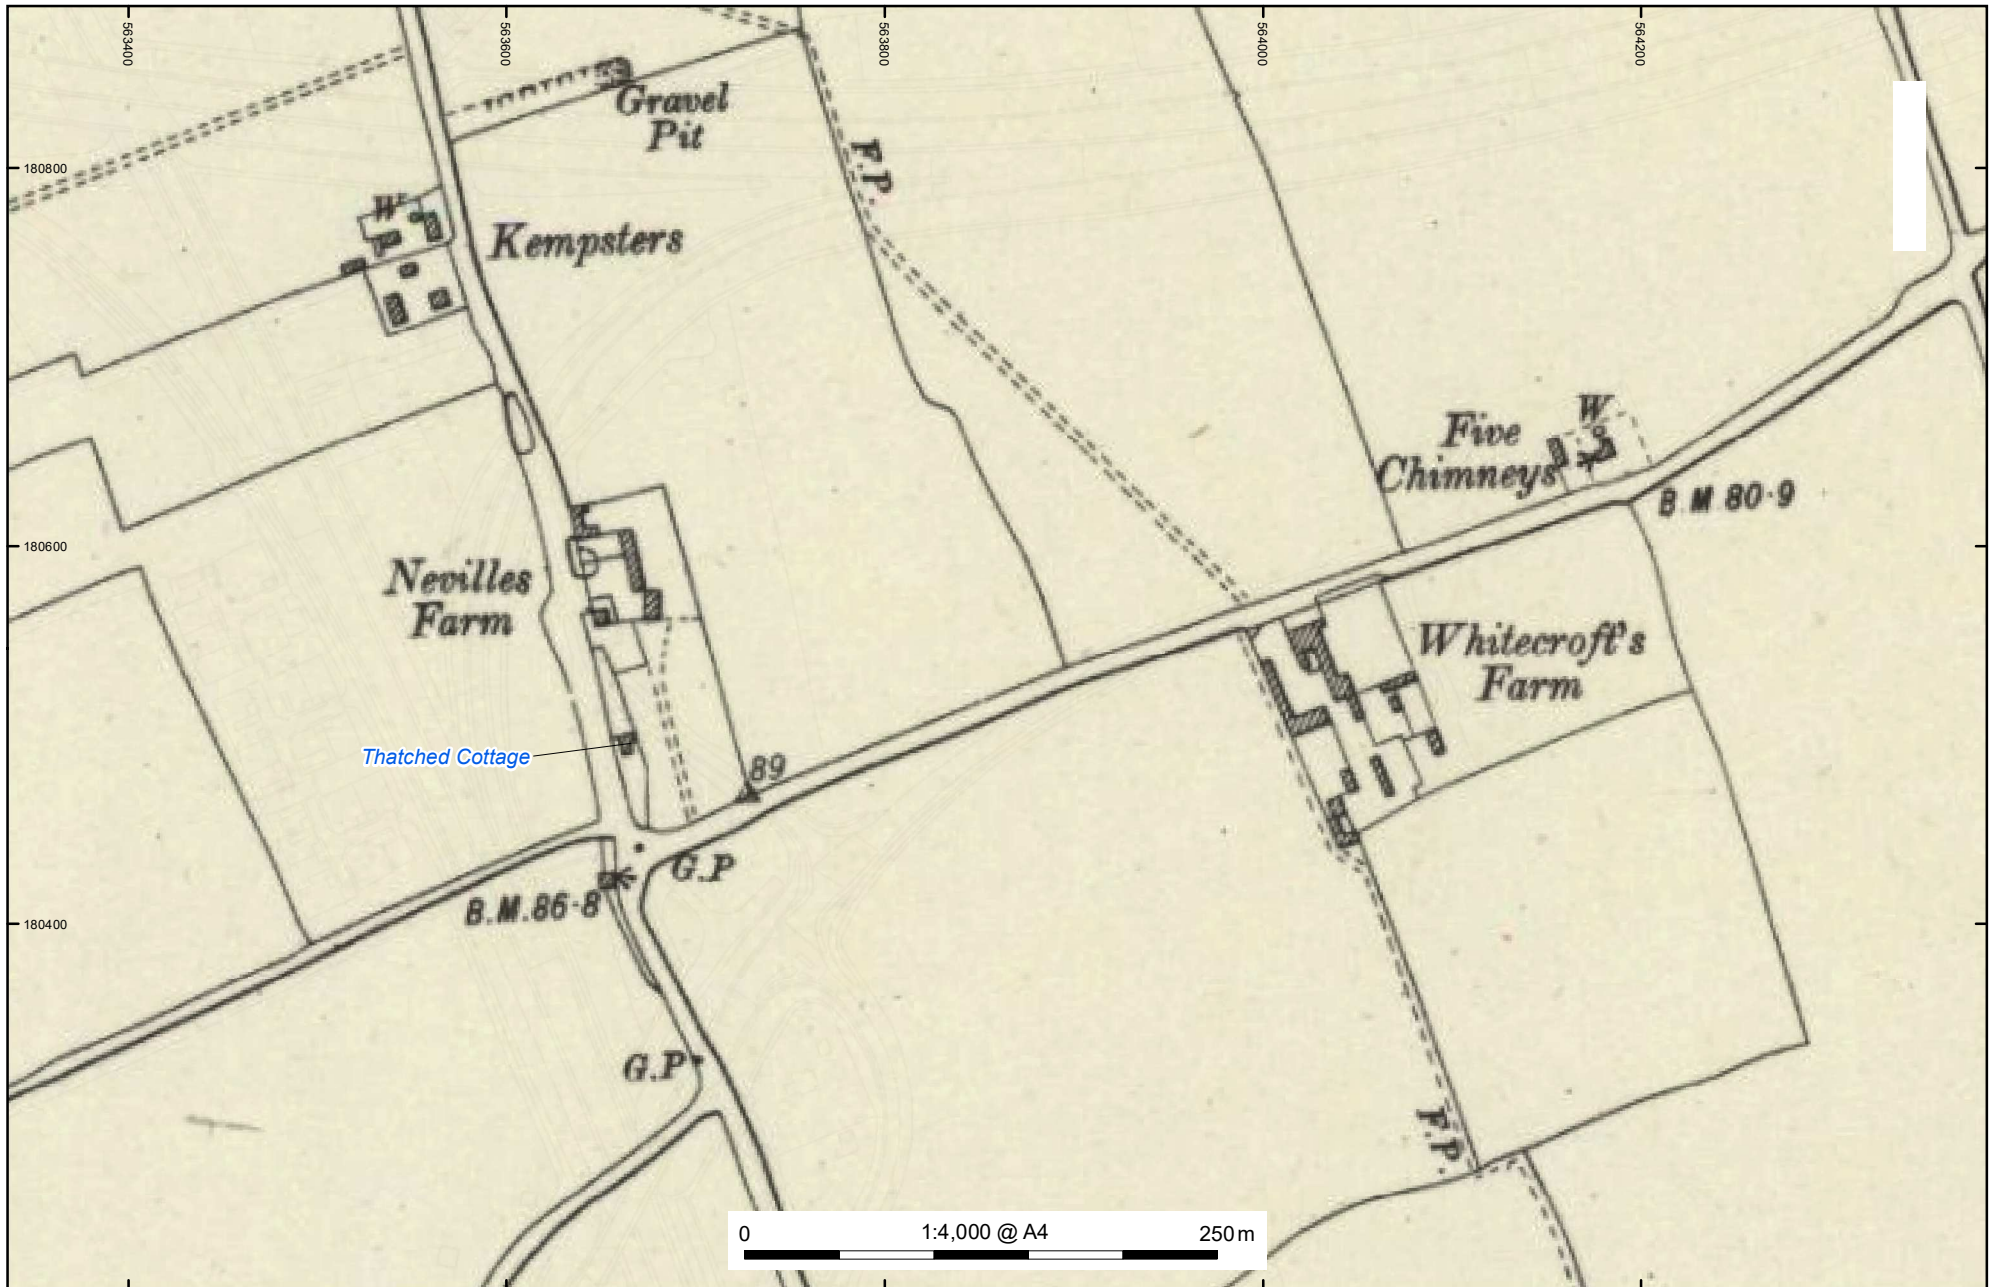 563400
563600
563800
564000
564200
Gravel
Pit
F.P.
180800
W
Kempsters
W
Five
Chimneys
B.M 80·9
180600
Nevilles
Farm
Whitecroft's
Farm
Thatched Cottage
89
G.P
B.M.86·8
180400
G.P
F.P.
0
1:4,000 @ A4
250m